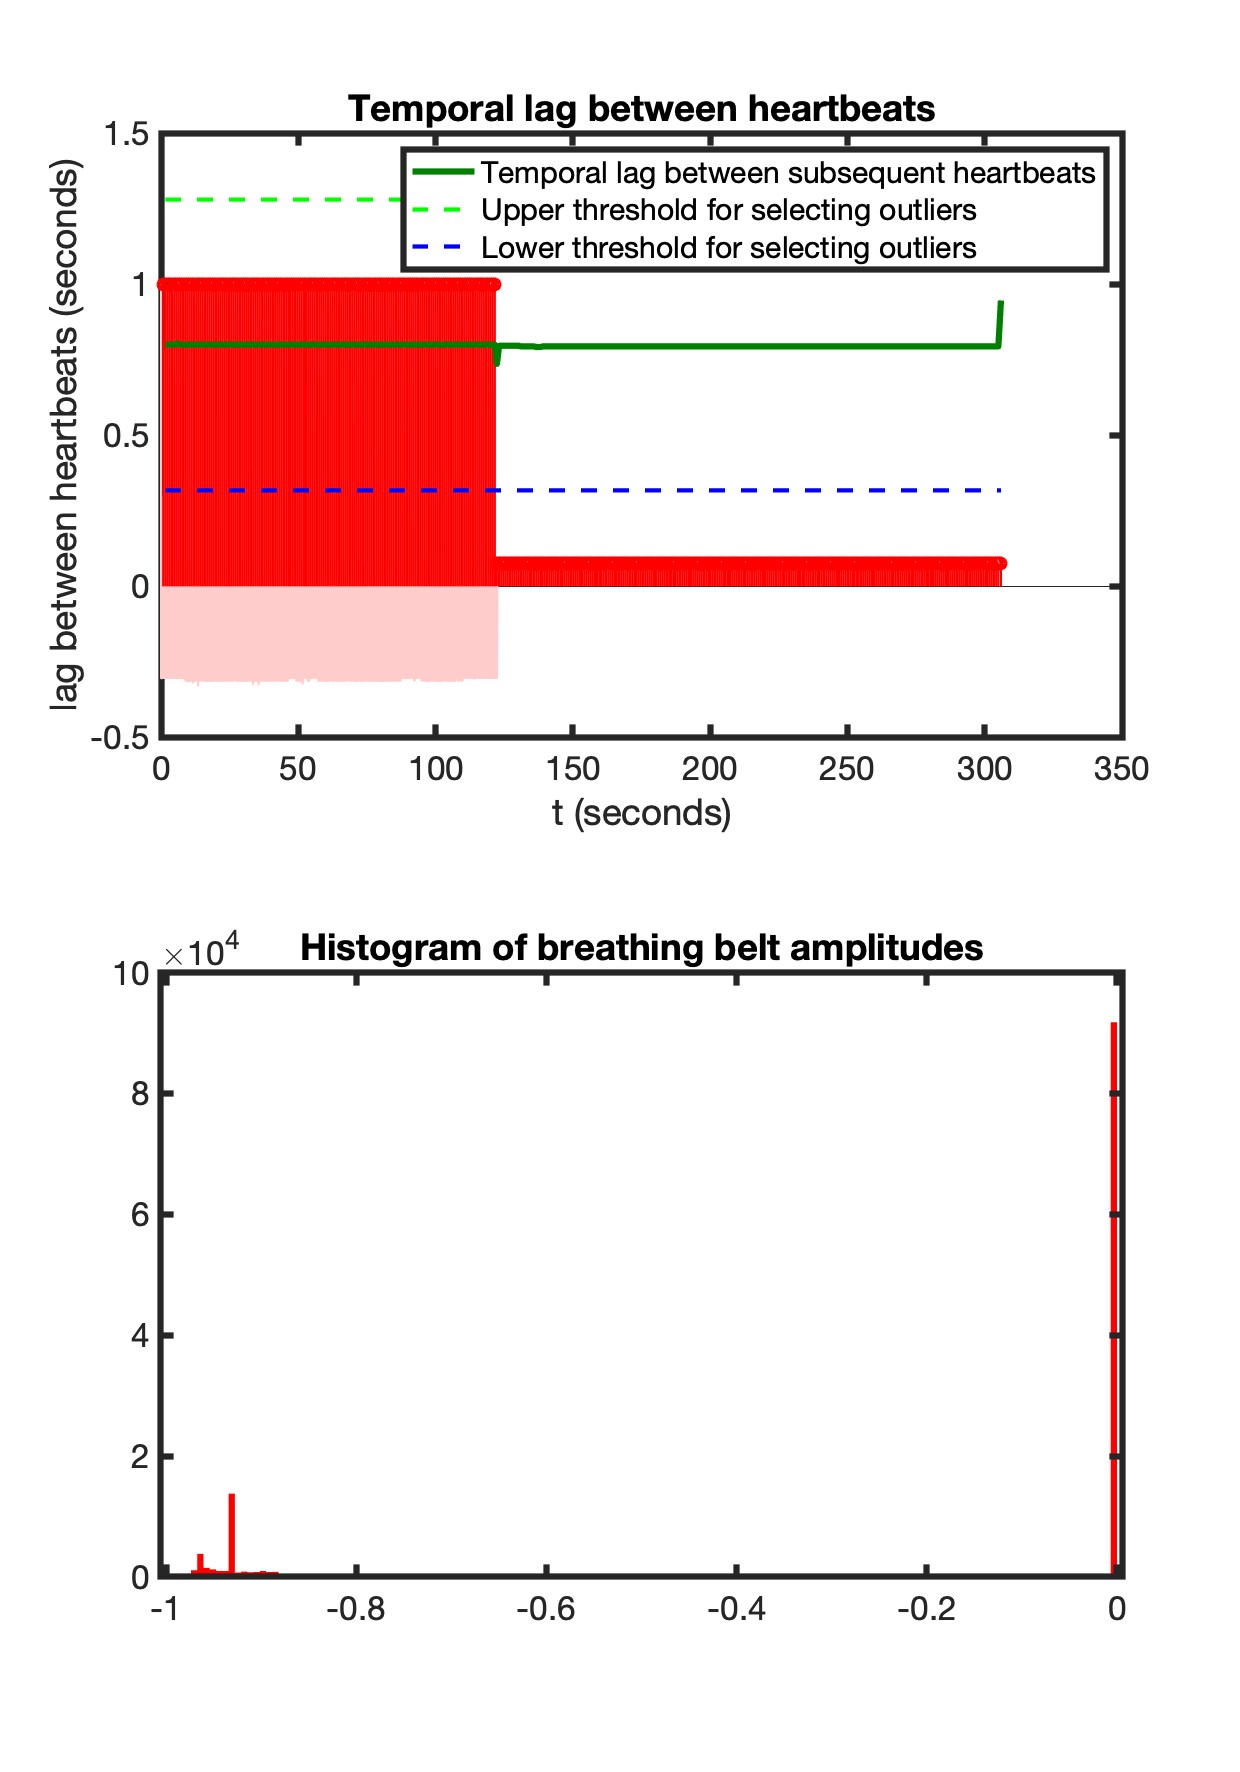 Temporal lag between heartbeats
1.5
1
0.5
0
-0.5
lag between heartbeats (seconds)
Temporal lag between subsequent heartbeats
Upper threshold for selecting outliers
Lower threshold for selecting outliers
0 50 100 150 200 250 300 350
t (seconds)
×10⁴
Histogram of breathing belt amplitudes
10
8
6
4
2
0
-1 -0.8 -0.6 -0.4 -0.2 0